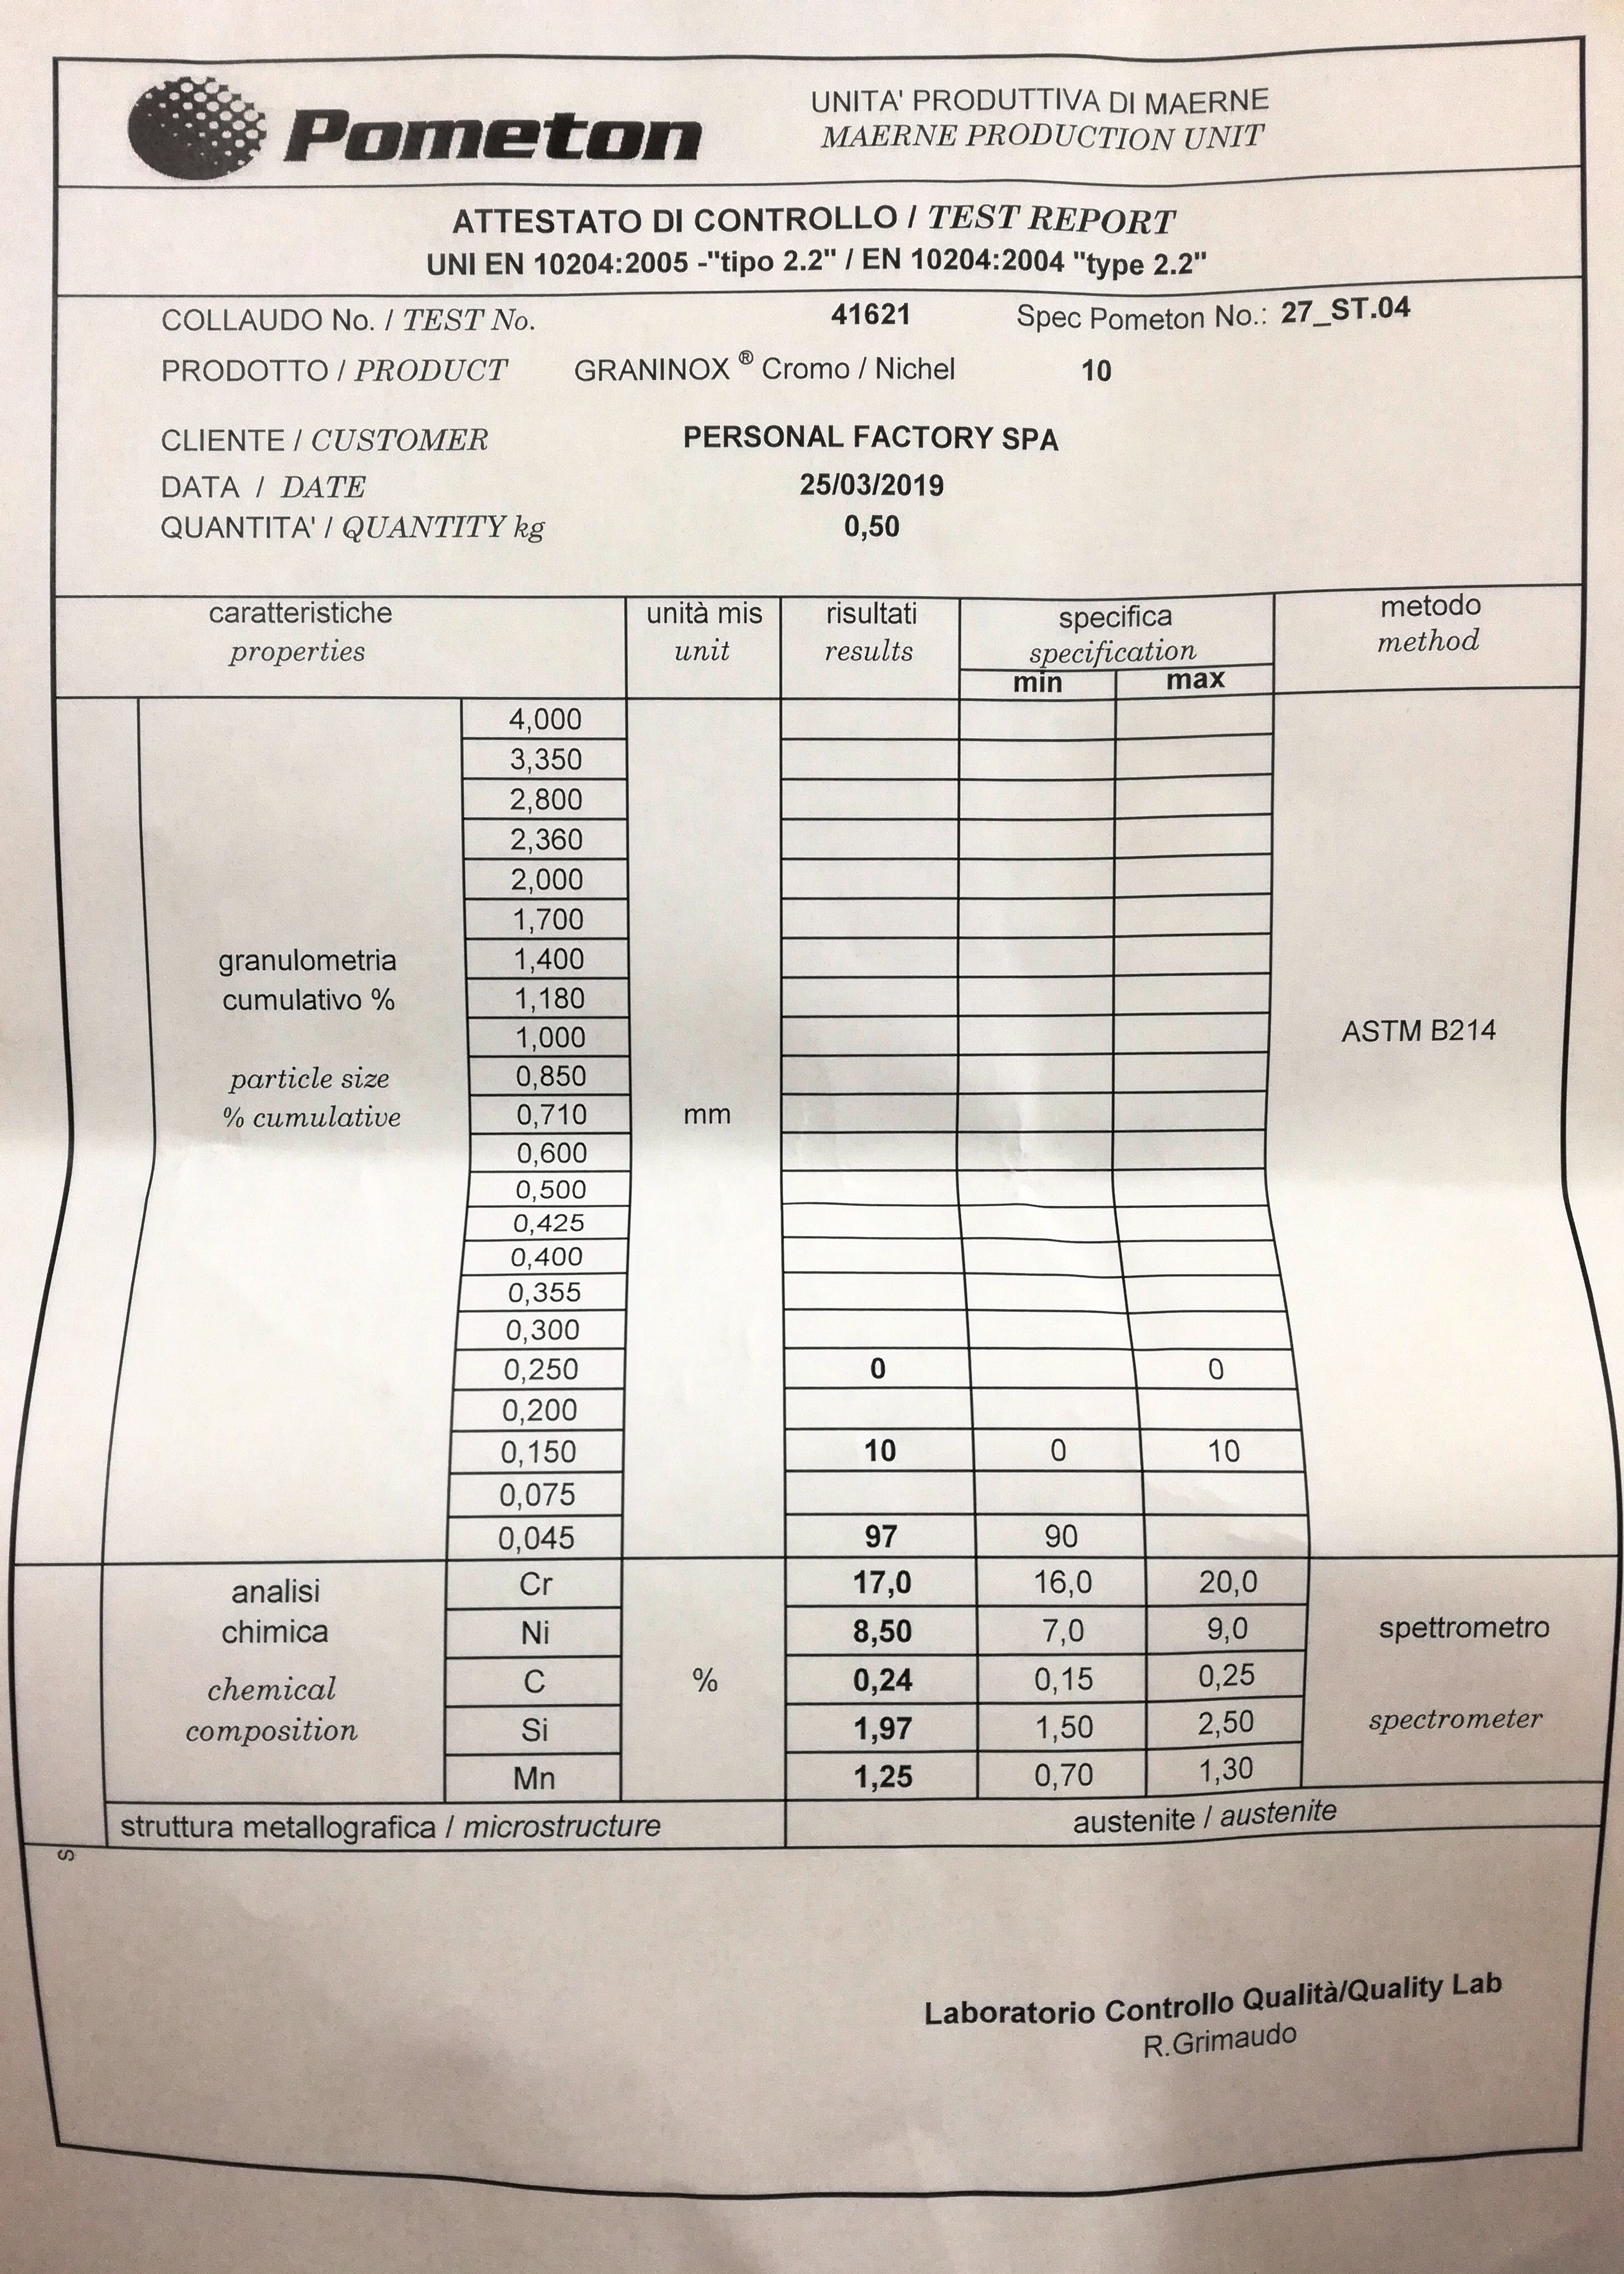 Pometon
UNITA' PRODUTTIVA DI MAERNE
MAERNE PRODUCTION UNIT
ATTESTATO DI CONTROLLO / TEST REPORT
UNI EN 10204:2005 -"tipo 2.2" / EN 10204:2004 "type 2.2"
COLLAUDO No. / TEST No. 41621 Spec Pometon No.: 27_ST.04
PRODOTTO / PRODUCT GRANINOX ® Cromo / Nichel 10
CLIENTE / CUSTOMER PERSONAL FACTORY SPA
DATA / DATE 25/03/2019
QUANTITA' / QUANTITY kg 0,50
caratteristiche unità mis risultati specifica metodo
properties unit results specification method
min max
4,000
3,350
2,800
2,360
2,000
1,700
granulometria 1,400
cumulativo % 1,180
1,000 ASTM B214
particle size 0,850
% cumulative 0,710 mm
0,600
0,500
0,425
0,400
0,355
0,300
0,250 0 0
0,200
0,150 10 0 10
0,075
0,045 97 90
analisi Cr 17,0 16,0 20,0
chimica Ni 8,50 7,0 9,0 spettrometro
chemical C % 0,24 0,15 0,25
composition Si 1,97 1,50 2,50 spectrometer
Mn 1,25 0,70 1,30
struttura metallografica / microstructure austenite / austenite
S
Laboratorio Controllo Qualità/Quality Lab
R.Grimaudo